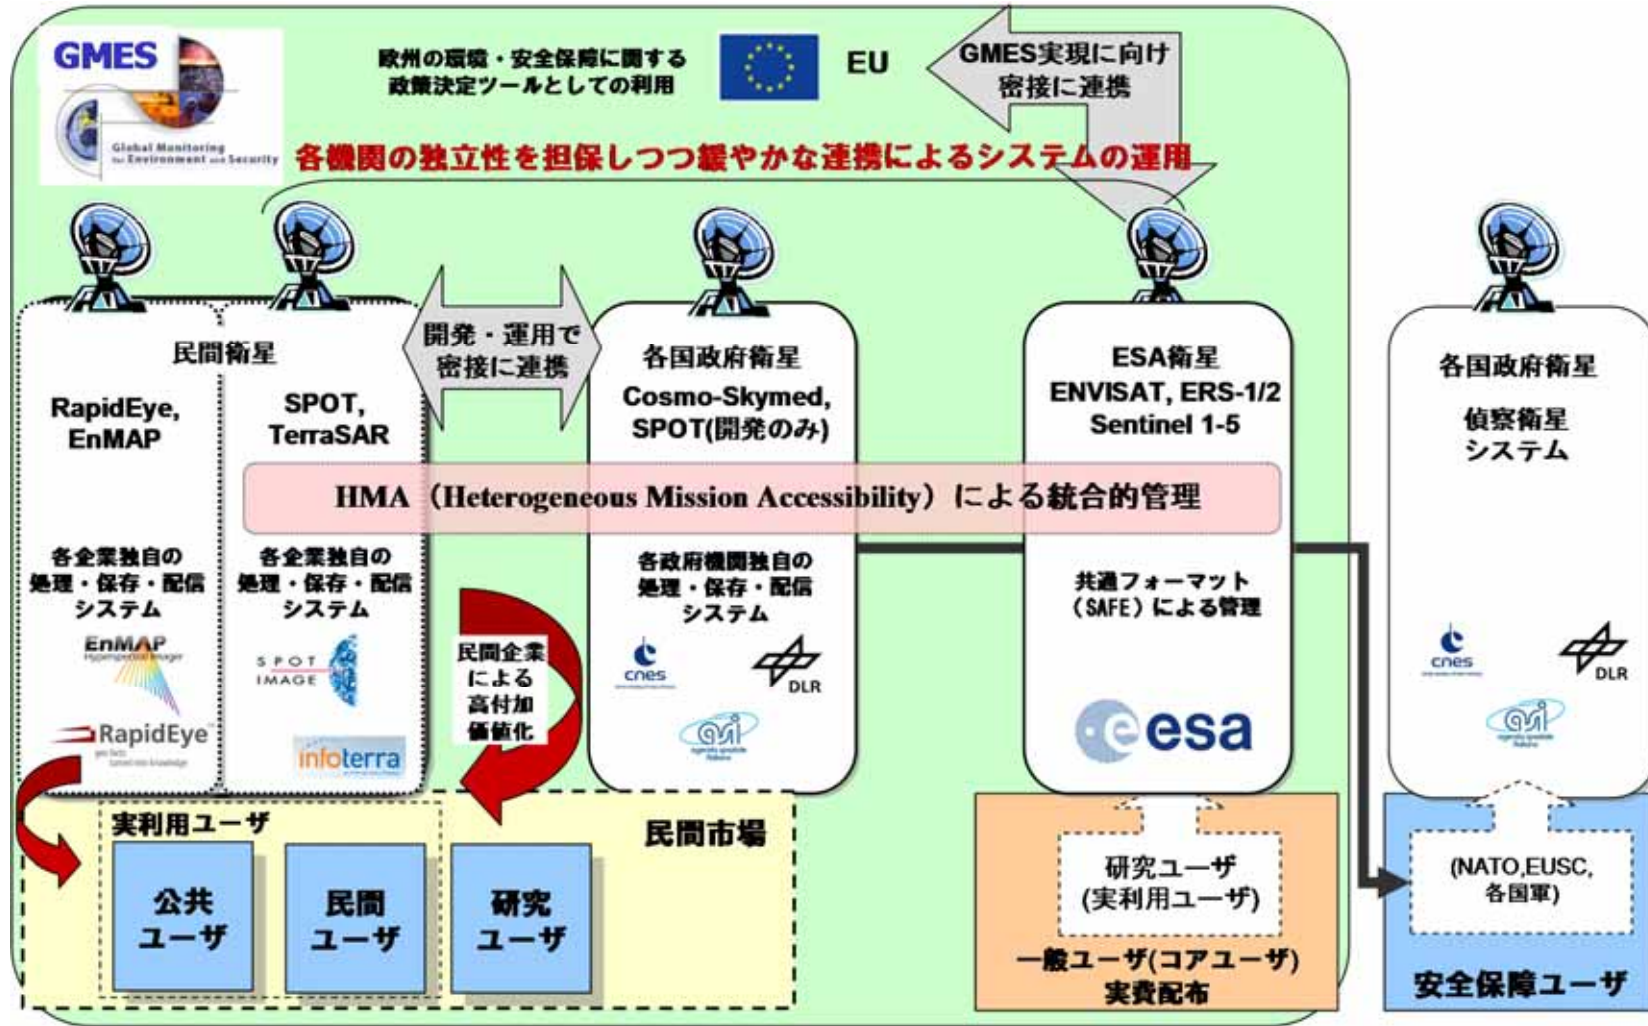 GMES
Global Monitoring
for Environment and Security
欧州の環境・安全保障に関する
政策決定ツールとしての利用
EU
GMES実現に向け
密接に連携
各機関の独立性を担保しつつ緩やかな連携によるシステムの運用
民間衛星
RapidEye,
EnMAP
SPOT,
TerraSAR
開発・運用で
密接に連携
各国政府衛星
Cosmo-Skymed,
SPOT(開発のみ)
ESA衛星
ENVISAT, ERS-1/2
Sentinel 1-5
各国政府衛星
偵察衛星
システム
HMA（Heterogeneous Mission Accessibility）による統合的管理
各企業独自の
処理・保存・配信
システム
各企業独自の
処理・保存・配信
システム
各政府機関独自の
処理・保存・配信
システム
共通フォーマット
（SAFE）による管理
EnMAP
Hyperspectral Imager
RapidEye
SPOT
IMAGE
infoterra
民間企業
による
高付加
価値化
cnes
DLR
asi
esa
cnes
DLR
asi
実利用ユーザ
民間市場
公共
ユーザ
民間
ユーザ
研究
ユーザ
研究ユーザ
(実利用ユーザ)
一般ユーザ(コアユーザ)
実費配布
(NATO,EUSC,
各国軍)
安全保障ユーザ